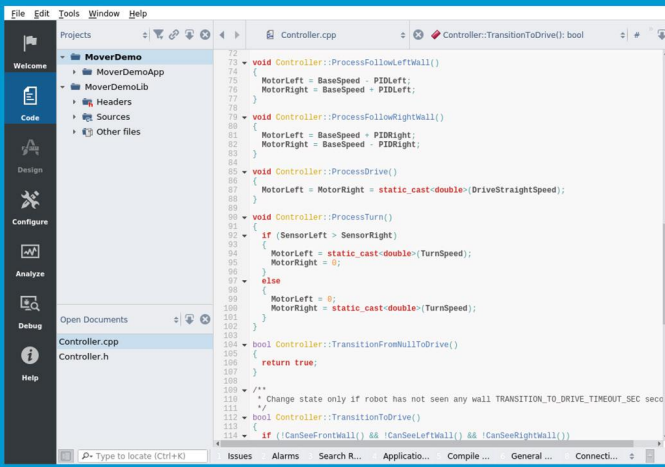 File Edit Tools Window Help
Projects
Controller.cpp
Controller::TransitionToDrive(): bool
#
Welcome
Code
Design
Configure
Analyze
Debug
Help
MoverDemo
MoverDemoApp
MoverDemoLib
Headers
Sources
Other files
Open Documents
Controller.cpp
Controller.h
72
73 void Controller::ProcessFollowLeftWall()
74 {
75 MotorLeft = BaseSpeed - PIDLeft;
76 MotorRight = BaseSpeed + PIDLeft;
77 }
78
79 void Controller::ProcessFollowRightWall()
80 {
81 MotorLeft = BaseSpeed + PIDRight;
82 MotorRight = BaseSpeed - PIDRight;
83 }
84
85 void Controller::ProcessDrive()
86 {
87 MotorLeft = MotorRight = static_cast<double>(DriveStraightSpeed);
88 }
89
90 void Controller::ProcessTurn()
91 {
92 if (SensorLeft > SensorRight)
93 {
94 MotorLeft = static_cast<double>(TurnSpeed);
95 MotorRight = 0;
96 }
97 else
98 {
99 MotorLeft = 0;
100 MotorRight = static_cast<double>(TurnSpeed);
101 }
102 }
103
104 bool Controller::TransitionFromNullToDrive()
105 {
106 return true;
107 }
108
109 /**
110 * Change state only if robot has not seen any wall TRANSITION_TO_DRIVE_TIMEOUT_SEC seco
111 */
112 bool Controller::TransitionToDrive()
113 {
114 if (!CanSeeFrontWall() && !CanSeeLeftWall() && !CanSeeRightWall())
Type to locate (Ctrl+K)
Issues Alarms Search R... Applicatio... Compile ... General ... Connecti...